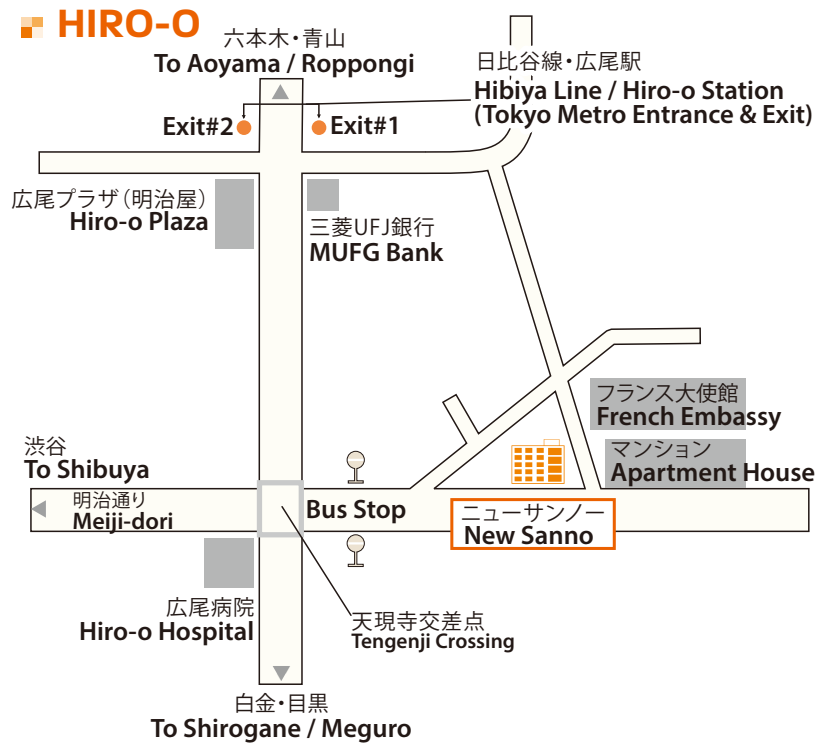 HIRO-O
六本木・青山
To Aoyama / Roppongi
日比谷線・広尾駅
Hibiya Line / Hiro-o Station
(Tokyo Metro Entrance & Exit)
Exit#2
Exit#1
広尾プラザ（明治屋）
Hiro-o Plaza
三菱UFJ銀行
MUFG Bank
フランス大使館
French Embassy
マンション
Apartment House
渋谷
To Shibuya
明治通り
Meiji-dori
Bus Stop
ニューサンノー
New Sanno
広尾病院
Hiro-o Hospital
天現寺交差点
Tengenji Crossing
白金・目黒
To Shirogane / Meguro